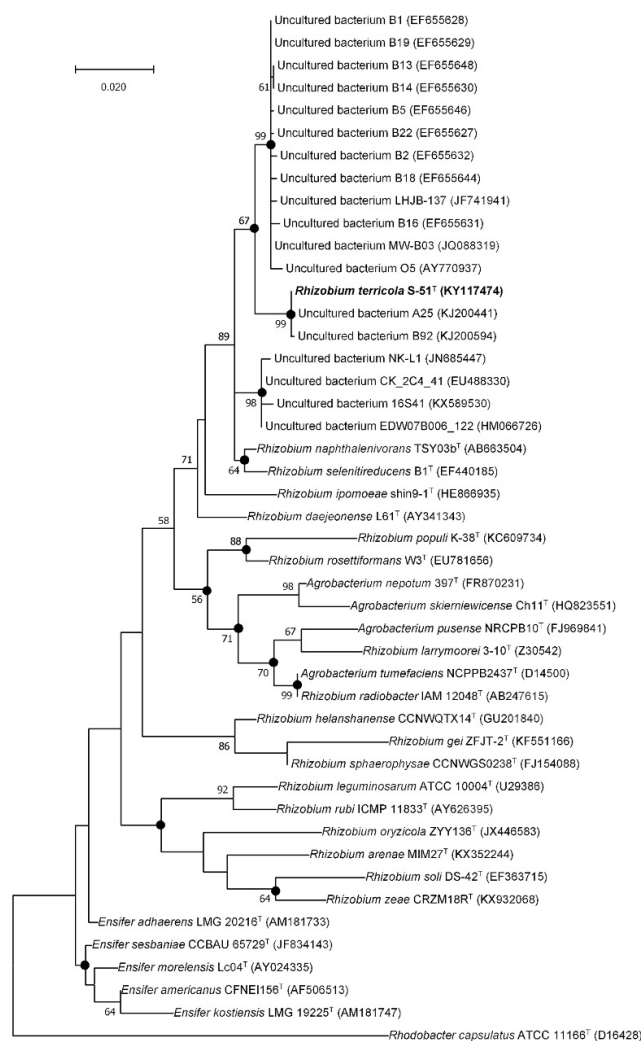 Uncultured bacterium B1 (EF655628)
Uncultured bacterium B19 (EF655629)
0.020
Uncultured bacterium B13 (EF655648)
61
Uncultured bacterium B14 (EF655630)
Uncultured bacterium B5 (EF655646)
99
Uncultured bacterium B22 (EF655627)
Uncultured bacterium B2 (EF655632)
Uncultured bacterium B18 (EF655644)
Uncultured bacterium LHJB-137 (JF741941)
67
Uncultured bacterium B16 (EF655631)
Uncultured bacterium MW-B03 (JQ088319)
Uncultured bacterium O5 (AY770937)
Rhizobium terricola S-51ᵀ (KY117474)
99
Uncultured bacterium A25 (KJ200441)
Uncultured bacterium B92 (KJ200594)
89
Uncultured bacterium NK-L1 (JN685447)
Uncultured bacterium CK_2C4_41 (EU488330)
98
Uncultured bacterium 16S41 (KX589530)
Uncultured bacterium EDW07B006_122 (HM066726)
Rhizobium naphthalenivorans TSY03bᵀ (AB663504)
64
Rhizobium selenitireducens B1ᵀ (EF440185)
71
Rhizobium ipomoeae shin9-1ᵀ (HE866935)
Rhizobium daejeonense L61ᵀ (AY341343)
58
88
Rhizobium populi K-38ᵀ (KC609734)
Rhizobium rosettiformans W3ᵀ (EU781656)
56
98
Agrobacterium nepotum 397ᵀ (FR870231)
Agrobacterium skierniewicense Ch11ᵀ (HQ823551)
71
67
Agrobacterium pusense NRCPB10ᵀ (FJ969841)
Rhizobium larrymoorei 3-10ᵀ (Z30542)
70
Agrobacterium tumefaciens NCPPB2437ᵀ (D14500)
99
Rhizobium radiobacter IAM 12048ᵀ (AB247615)
Rhizobium helanshanense CCNWQTX14ᵀ (GU201840)
86
Rhizobium gei ZFJT-2ᵀ (KF551166)
Rhizobium sphaerophysae CCNWGS0238ᵀ (FJ154088)
92
Rhizobium leguminosarum ATCC 10004ᵀ (U29386)
Rhizobium rubi ICMP 11833ᵀ (AY626395)
Rhizobium oryzicola ZYY136ᵀ (JX446583)
Rhizobium arenae MIM27ᵀ (KX352244)
Rhizobium soli DS-42ᵀ (EF363715)
64
Rhizobium zeae CRZM18Rᵀ (KX932068)
Ensifer adhaerens LMG 20216ᵀ (AM181733)
Ensifer sesbaniae CCBAU 65729ᵀ (JF834143)
Ensifer morelensis Lc04ᵀ (AY024335)
Ensifer americanus CFNEI156ᵀ (AF506513)
64
Ensifer kostiensis LMG 19225ᵀ (AM181747)
Rhodobacter capsulatus ATCC 11166ᵀ (D16428)